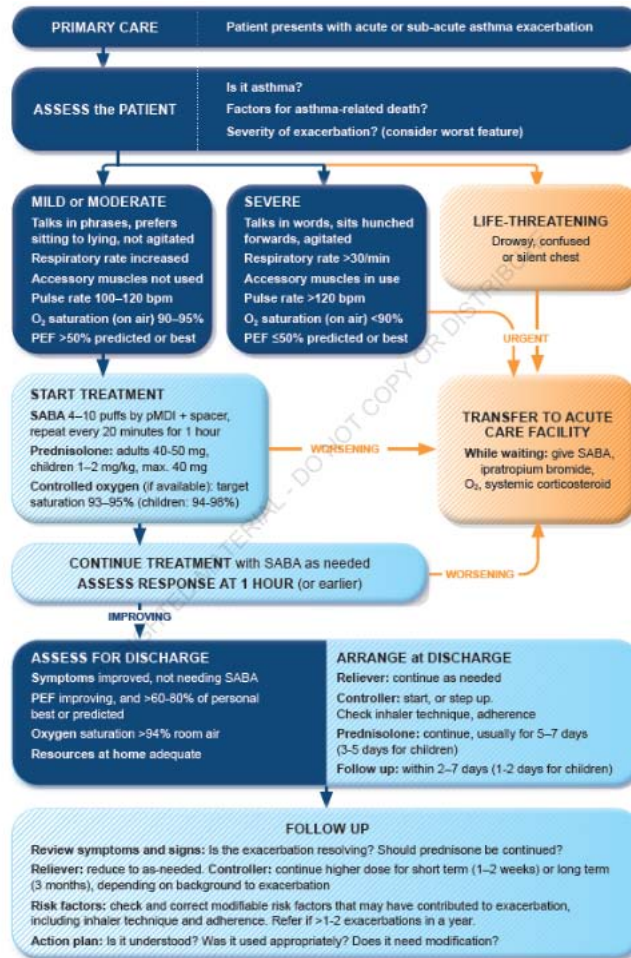 PRIMARY CARE
Patient presents with acute or sub-acute asthma exacerbation
ASSESS the PATIENT
Is it asthma?
Factors for asthma-related death?
Severity of exacerbation? (consider worst feature)
MILD or MODERATE
Talks in phrases, prefers
sitting to lying, not agitated
Respiratory rate increased
Accessory muscles not used
Pulse rate 100–120 bpm
O₂ saturation (on air) 90–95%
PEF >50% predicted or best
SEVERE
Talks in words, sits hunched
forwards, agitated
Respiratory rate >30/min
Accessory muscles in use
Pulse rate >120 bpm
O₂ saturation (on air) <90%
PEF ≤50% predicted or best
LIFE-THREATENING
Drowsy, confused
or silent chest
URGENT
START TREATMENT
SABA 4–10 puffs by pMDI + spacer,
repeat every 20 minutes for 1 hour
Prednisolone: adults 40-50 mg,
children 1–2 mg/kg, max. 40 mg
Controlled oxygen (if available): target
saturation 93–95% (children: 94-98%)
WORSENING
TRANSFER TO ACUTE
CARE FACILITY
While waiting: give SABA,
ipratropium bromide,
O₂, systemic corticosteroid
CONTINUE TREATMENT with SABA as needed
ASSESS RESPONSE AT 1 HOUR (or earlier)
WORSENING
IMPROVING
ASSESS FOR DISCHARGE
Symptoms improved, not needing SABA
PEF improving, and >60-80% of personal
best or predicted
Oxygen saturation >94% room air
Resources at home adequate
ARRANGE at DISCHARGE
Reliever: continue as needed
Controller: start, or step up.
Check inhaler technique, adherence
Prednisolone: continue, usually for 5–7 days
(3-5 days for children)
Follow up: within 2–7 days (1-2 days for children)
FOLLOW UP
Review symptoms and signs: Is the exacerbation resolving? Should prednisone be continued?
Reliever: reduce to as-needed. Controller: continue higher dose for short term (1–2 weeks) or long term
(3 months), depending on background to exacerbation
Risk factors: check and correct modifiable risk factors that may have contributed to exacerbation,
including inhaler technique and adherence. Refer if >1-2 exacerbations in a year.
Action plan: Is it understood? Was it used appropriately? Does it need modification?
MATERIAL - DO NOT COPY OR DISTRIBUTE